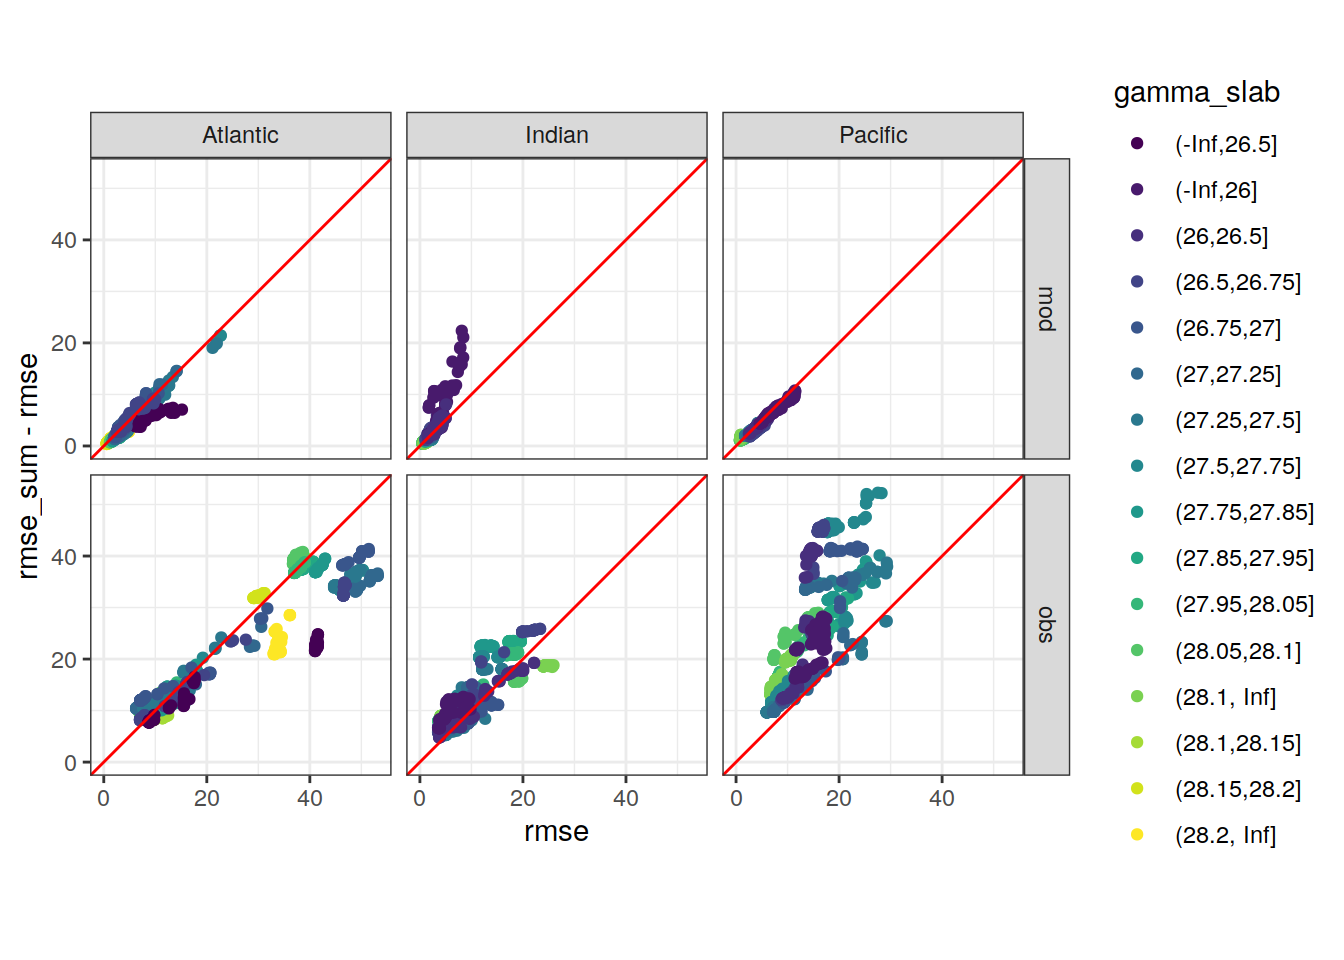 gamma_slab
Atlantic
Indian
Pacific
(-Inf,26.5]
(-Inf,26]
(26,26.5]
(26.5,26.75]
(26.75,27]
(27,27.25]
(27.25,27.5]
(27.5,27.75]
(27.75,27.85]
(27.85,27.95]
(27.95,28.05]
(28.05,28.1]
(28.1, Inf]
(28.1,28.15]
(28.15,28.2]
(28.2, Inf]
mod
obs
rmse_sum - rmse
40
20
0
40
20
0
0 20 40 0 20 40 0 20 40
rmse